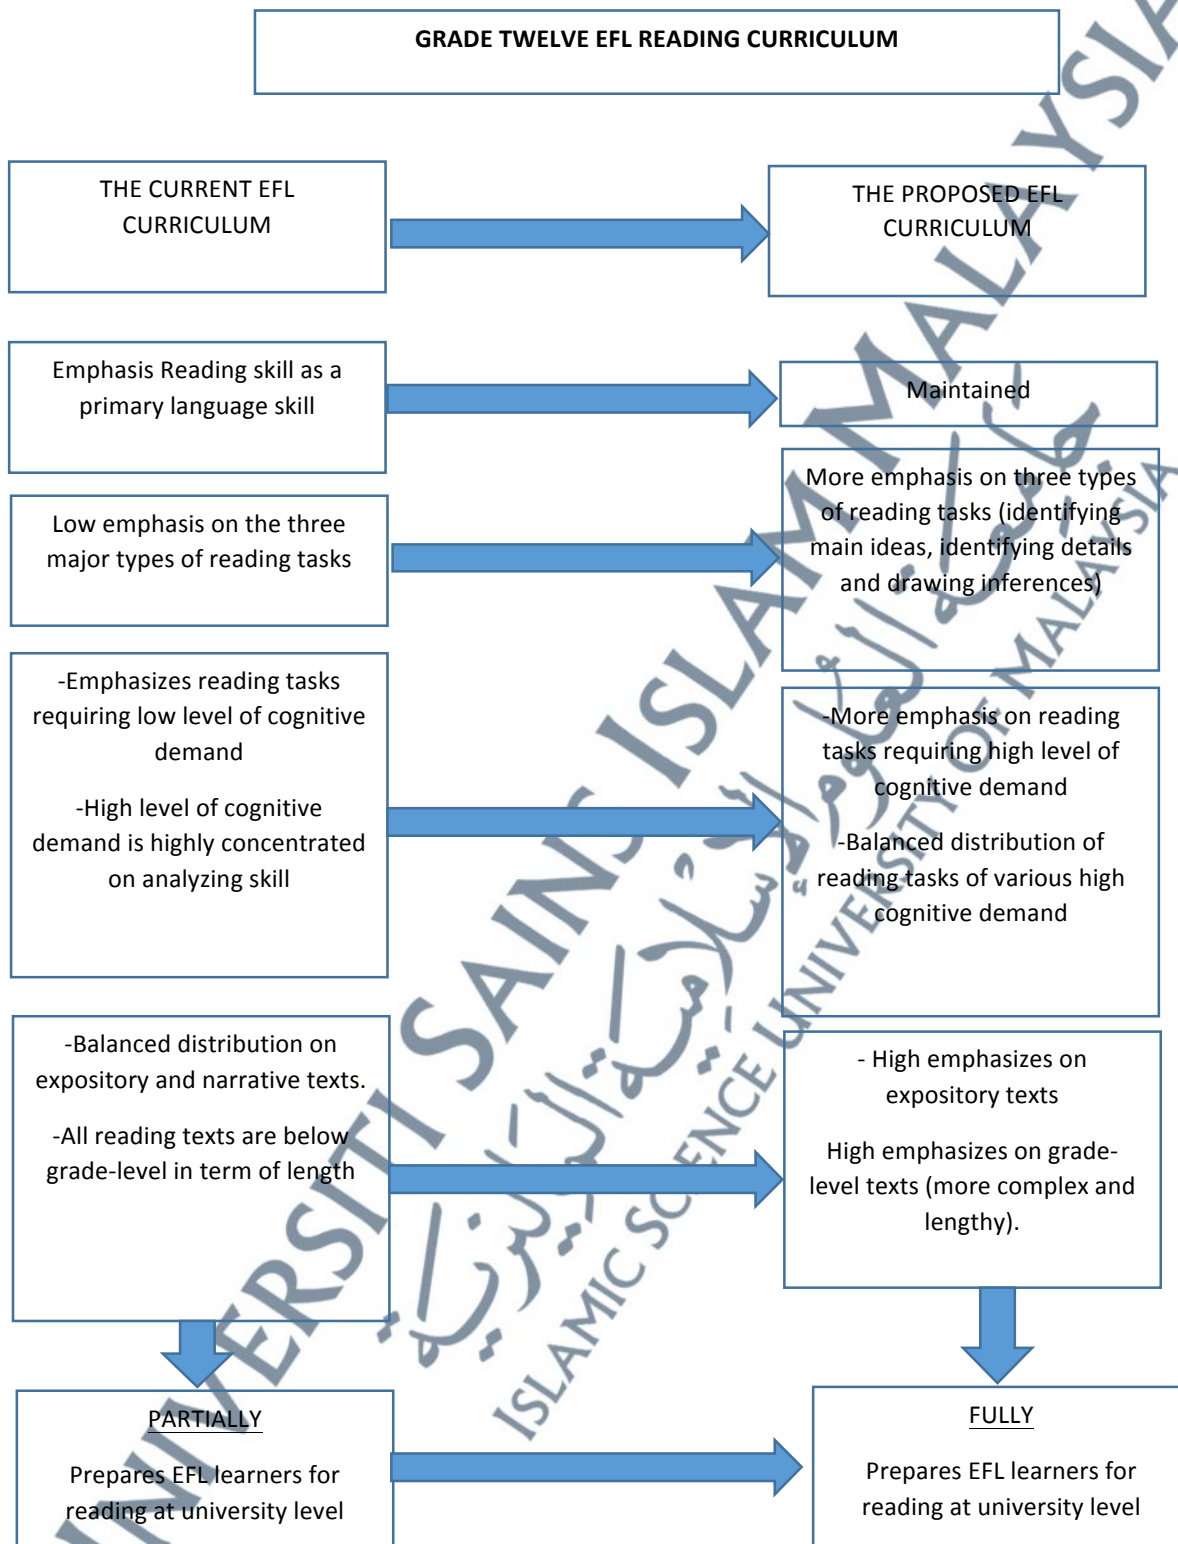 GRADE TWELVE EFL READING CURRICULUM
THE CURRENT EFL
CURRICULUM
THE PROPOSED EFL
CURRICULUM
Emphasis Reading skill as a
primary language skill
Maintained
Low emphasis on the three
major types of reading tasks
More emphasis on three types
of reading tasks (identifying
main ideas, identifying details
and drawing inferences)
-Emphasizes reading tasks
requiring low level of cognitive
demand
-High level of cognitive
demand is highly concentrated
on analyzing skill
-More emphasis on reading
tasks requiring high level of
cognitive demand
-Balanced distribution of
reading tasks of various high
cognitive demand
-Balanced distribution on
expository and narrative texts.
-All reading texts are below
grade-level in term of length
- High emphasizes on
expository texts
High emphasizes on grade-
level texts (more complex and
lengthy).
PARTIALLY
Prepares EFL learners for
reading at university level
FULLY
Prepares EFL learners for
reading at university level
UNIVERSITI SAINS ISLAM MALAYSIA
جامعة العلوم الإسلامية الماليزية
ISLAMIC SCIENCE UNIVERSITY OF MALAYSIA